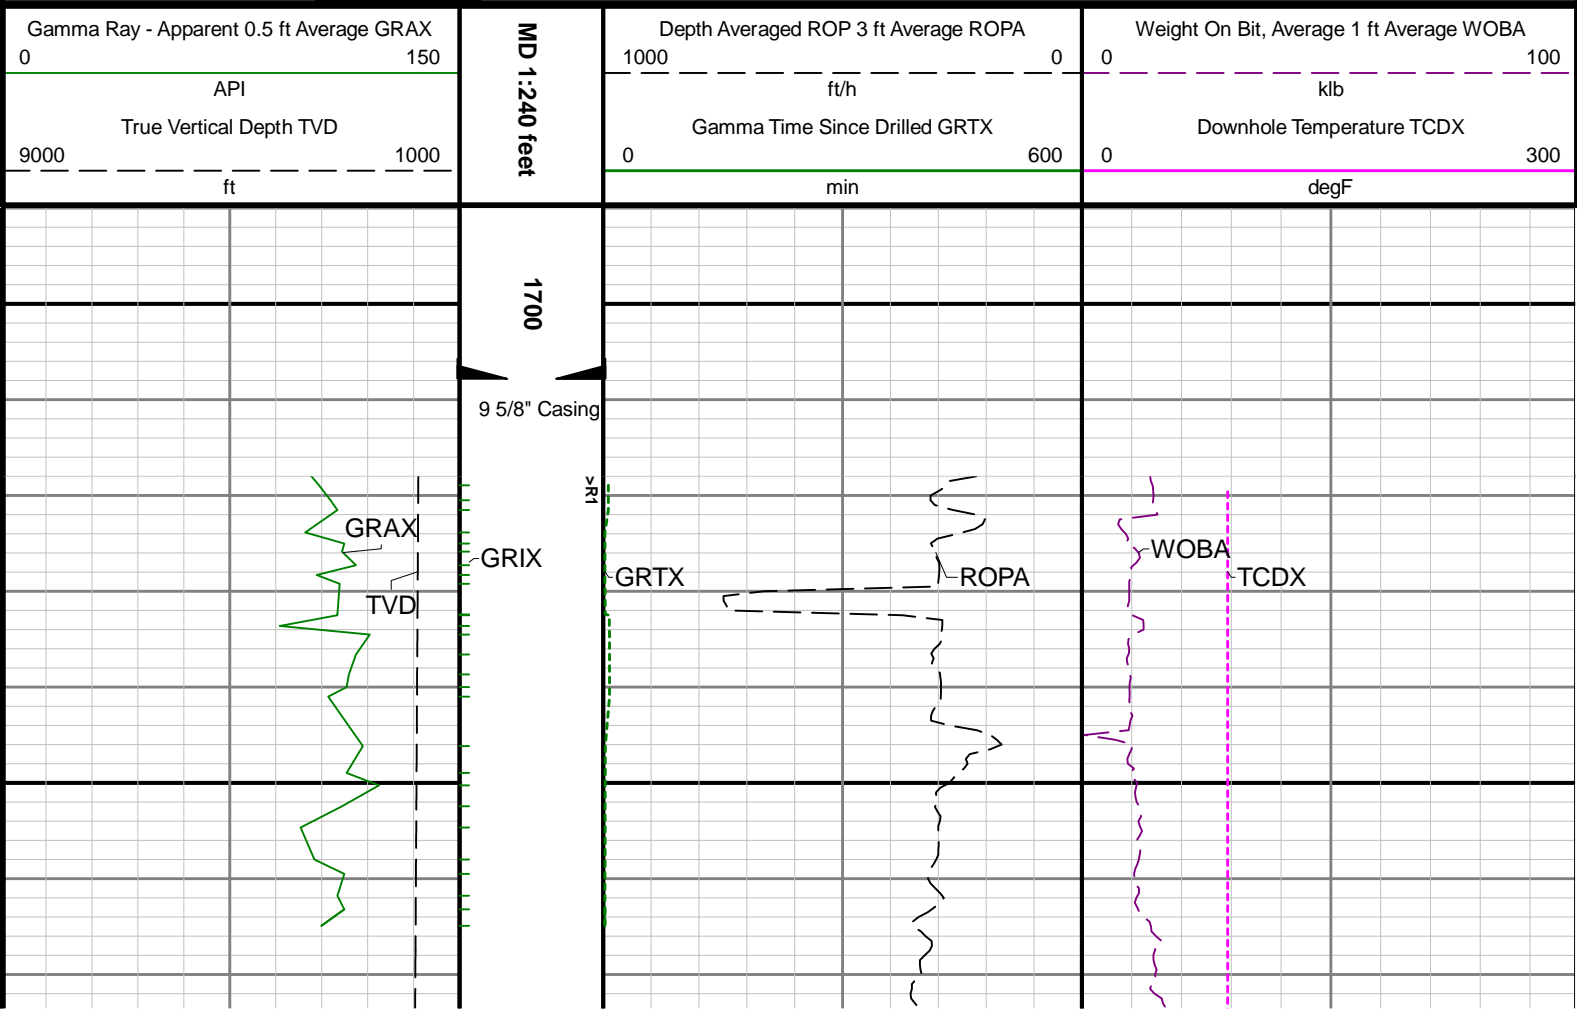 Gamma Ray - Apparent 0.5 ft Average GRAX
0 150
API
True Vertical Depth TVD
9000 1000
ft
MD 1:240 feet
Depth Averaged ROP 3 ft Average ROPA
1000 0
ft/h
Gamma Time Since Drilled GRTX
0 600
min
Weight On Bit, Average 1 ft Average WOBA
0 100
klb
Downhole Temperature TCDX
0 300
degF
1700
9 5/8" Casing
>R1
GRAX
TVD
GRIX
GRTX
ROPA
WOBA
TCDX